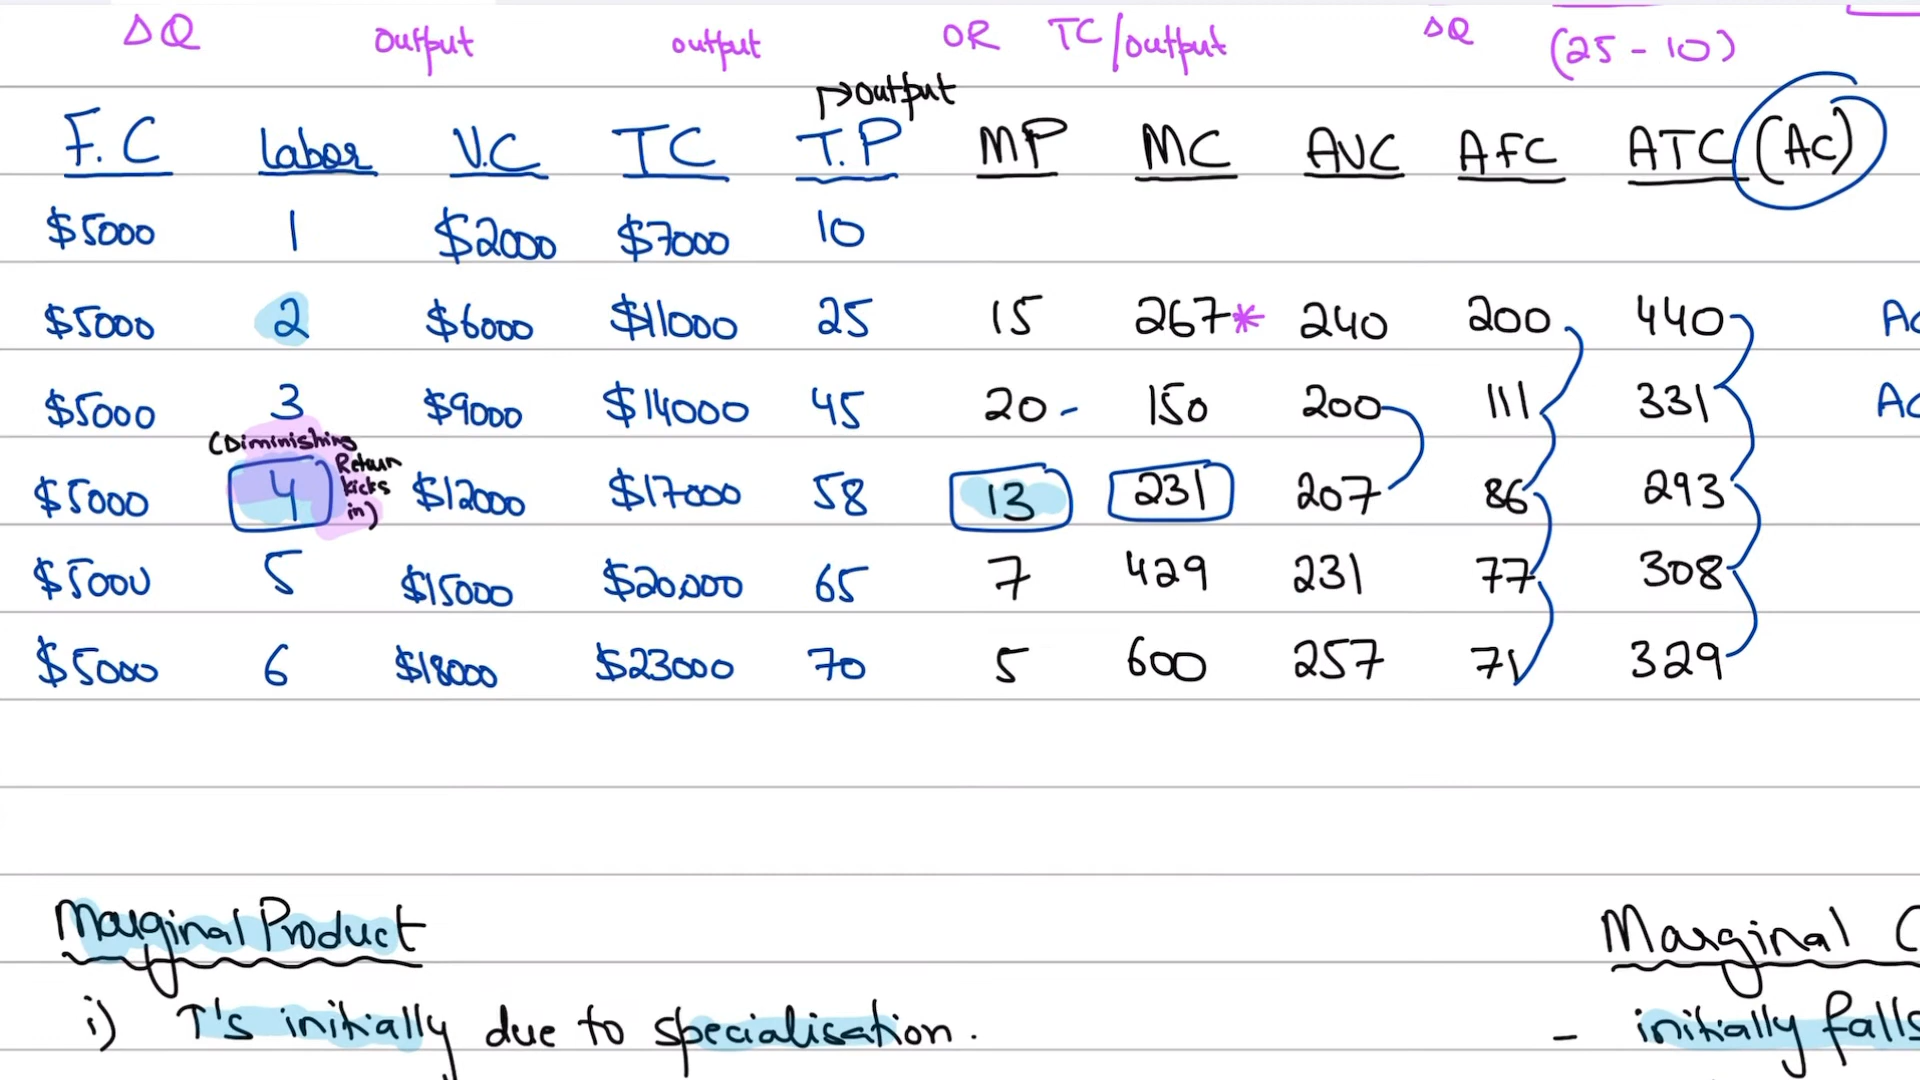 ΔQ output output OR TC/output ΔQ (25 - 10)
↱output
F.C Labor V.C TC T.P MP MC AVC AFC ATC (AC)
$5000 1 $2000 $7000 10
$5000 2 $6000 $11000 25 15 267* 240 200 440 AC
$5000 3 $9000 $14000 45 20 - 150 200 111 331 AC
(Diminishing Return kicks in)
$5000 4 $12000 $17000 58 13 231 207 86 293
$5000 5 $15000 $20,000 65 7 429 231 77 308
$5000 6 $18000 $23000 70 5 600 257 71 329
Marginal Product Marginal C
i) T's initially due to specialisation. - initially falls